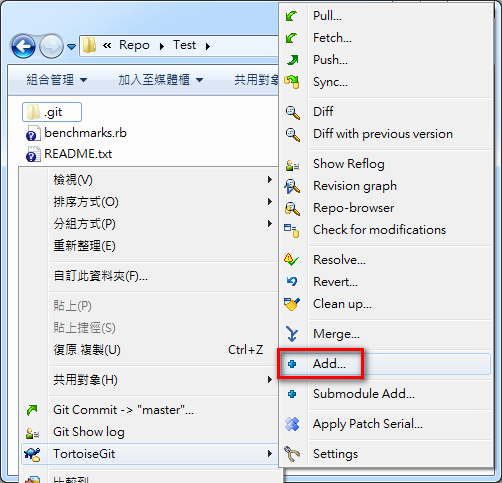 « Repo Test
組合管理 加入至媒體櫃 共用對象
.git
benchmarks.rb
README.txt
檢視(V)
排序方式(O)
分組方式(P)
重新整理(E)
自訂此資料夾(F)...
貼上(P)
貼上捷徑(S)
復原 複製(U) Ctrl+Z
共用對象(H)
Git Commit -> "master"...
Git Show log
TortoiseGit
Pull...
Fetch...
Push...
Sync...
Diff
Diff with previous version
Show Reflog
Revision graph
Repo-browser
Check for modifications
Resolve...
Revert...
Clean up...
Merge...
Add...
Submodule Add...
Apply Patch Serial...
Settings